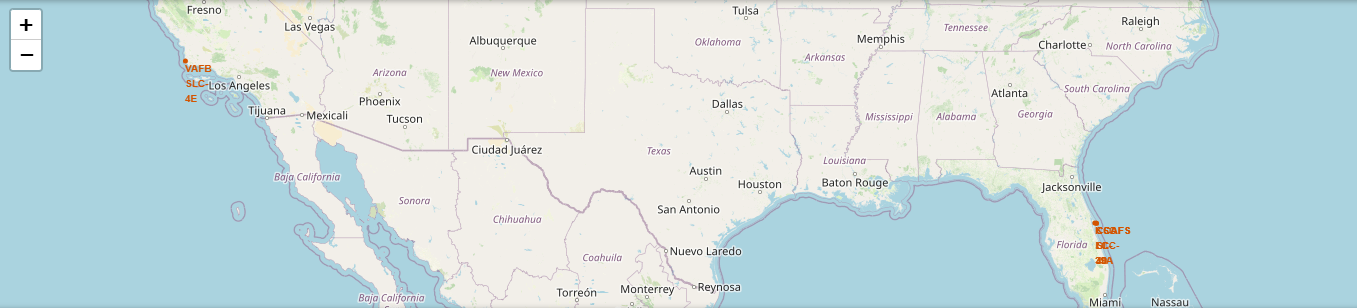 +
−
Fresno
Las Vegas
Albuquerque
Tulsa
Oklahoma
Memphis
Tennessee
Raleigh
Charlotte
North Carolina
VAFB
SLC-
4E
Los Angeles
Arizona
New Mexico
Arkansas
Phoenix
Tucson
Dallas
Atlanta
South Carolina
Tijuana
Mexicali
Mississippi
Alabama
Georgia
Ciudad Juárez
Texas
Louisiana
Baja California
Austin
Houston
Baton Rouge
Jacksonville
Sonora
Chihuahua
San Antonio
Florida
Coahuila
Nuevo Laredo
Torreón
Monterrey
Reynosa
Baja California
Miami
Nassau